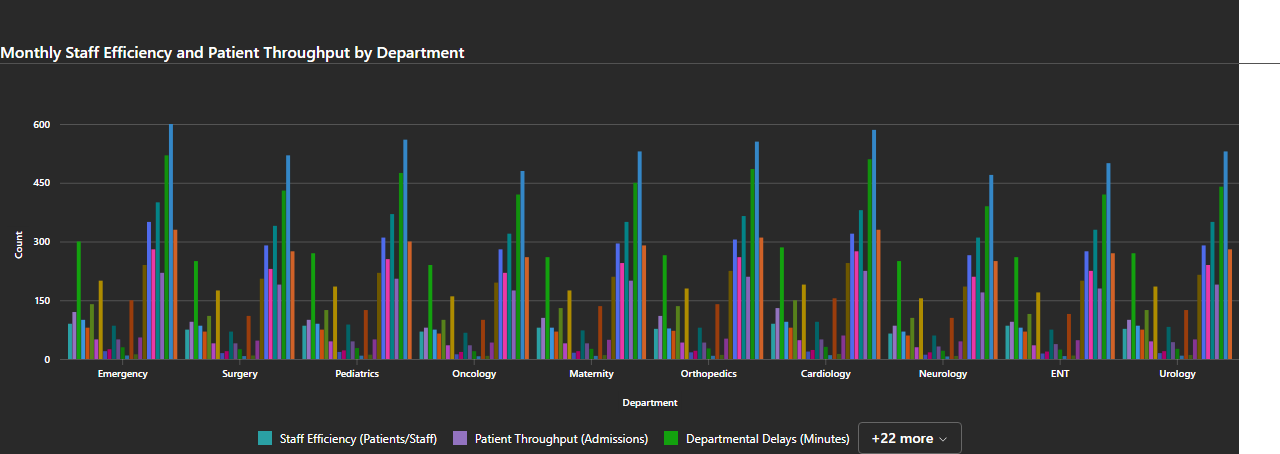 Monthly Staff Efficiency and Patient Throughput by Department
600
450
300
150
0
Count
Emergency Surgery Pediatrics Oncology Maternity Orthopedics Cardiology Neurology ENT Urology
Department
Staff Efficiency (Patients/Staff) Patient Throughput (Admissions) Departmental Delays (Minutes) +22 more